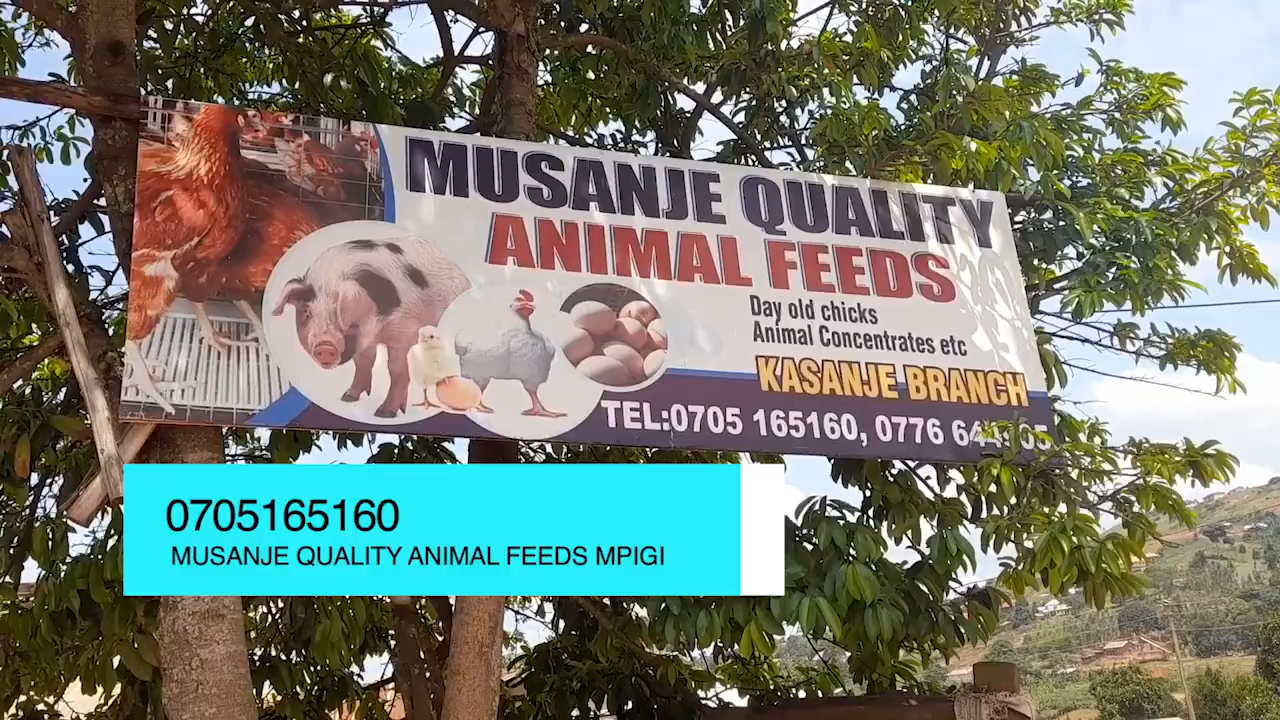 MUSANJE QUALITY
ANIMAL FEEDS
Day old chicks
Animal Concentrates etc
KASANJE BRANCH
TEL:0705 165160, 0776
0705165160
MUSANJE QUALITY ANIMAL FEEDS MPIGI